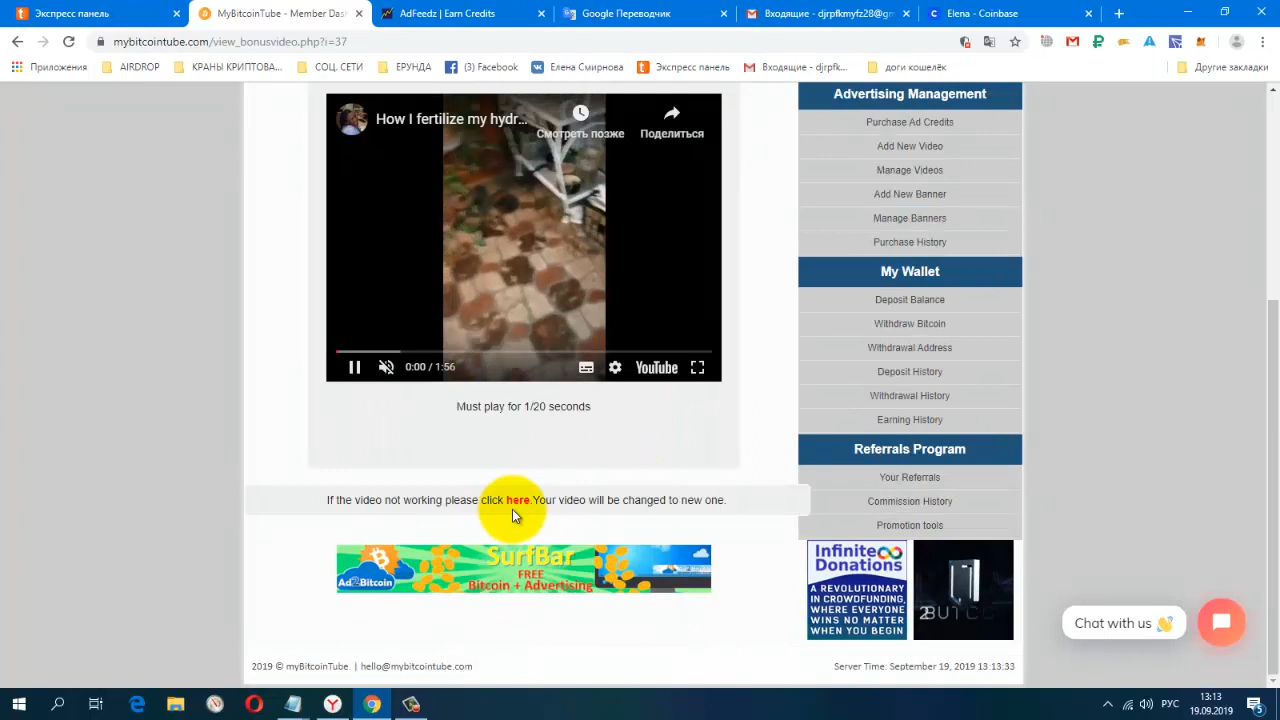 Экспресс панель
MyBitcoinTube - Member Das
AdFeedz | Earn Credits
Google Переводчик
Входящие - djrpfkmyfz28@gm
Elena - Coinbase
mybitcointube.com/view_bonusvideo.php?i=37
Приложения
AIRDROP
КРАНЫ КРИПТОВА...
СОЦ. СЕТИ
ЕРУНДА
(3) Facebook
Елена Смирнова
Экспресс панель
Входящие - djrpfk...
доги кошелёк
Другие закладки
How I fertilize my hydr...
Смотреть позже
Поделиться
0:00 / 1:56
YouTube
Must play for 1/20 seconds
If the video not working please click here.Your video will be changed to new one.
Ad2Bitcoin
SurfBar
FREE
Bitcoin + Advertising
Advertising Management
Purchase Ad Credits
Add New Video
Manage Videos
Add New Banner
Manage Banners
Purchase History
My Wallet
Deposit Balance
Withdraw Bitcoin
Withdrawal Address
Deposit History
Withdrawal History
Earning History
Referrals Program
Your Referrals
Commission History
Promotion tools
Infinite
Donations
A REVOLUTIONARY
IN CROWDFUNDING,
WHERE EVERYONE
WINS NO MATTER
WHEN YOU BEGIN
Chat with us
2019 © myBitcoinTube. | hello@mybitcointube.com
Server Time: September 19, 2019 13:13:33
РУС
13:13
19.09.2019
5